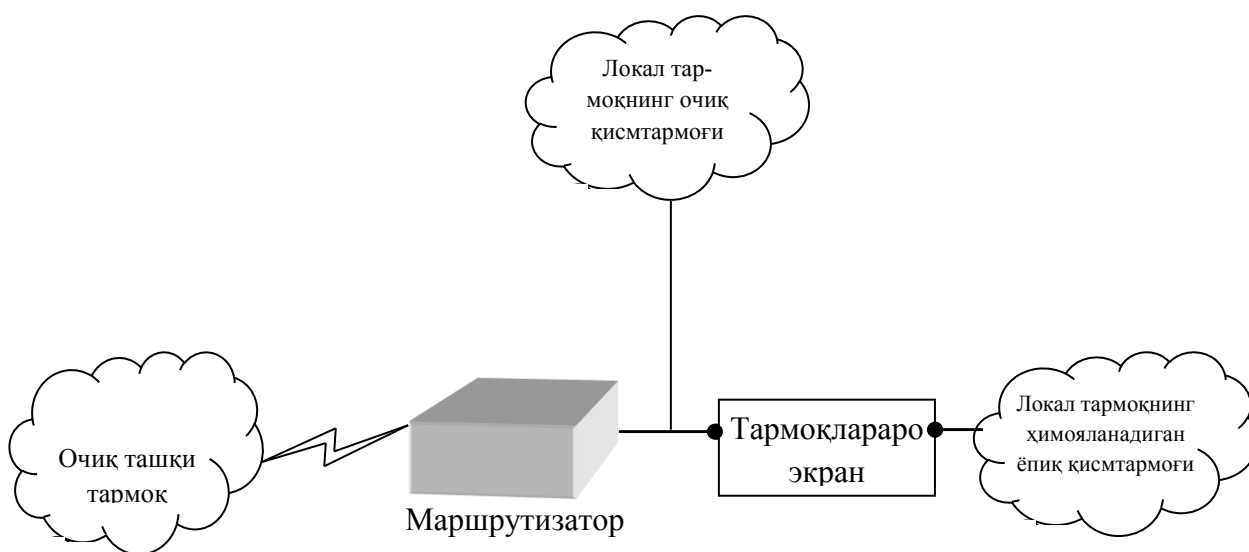 Локал тар-
моқнинг очиқ
қисмтармоғи
Очиқ ташқи
тармоқ
Маршрутизатор
Тармоқлараро
экран
Локал тармоқнинг
ҳимояланадиган
ёпиқ қисмтармоғи